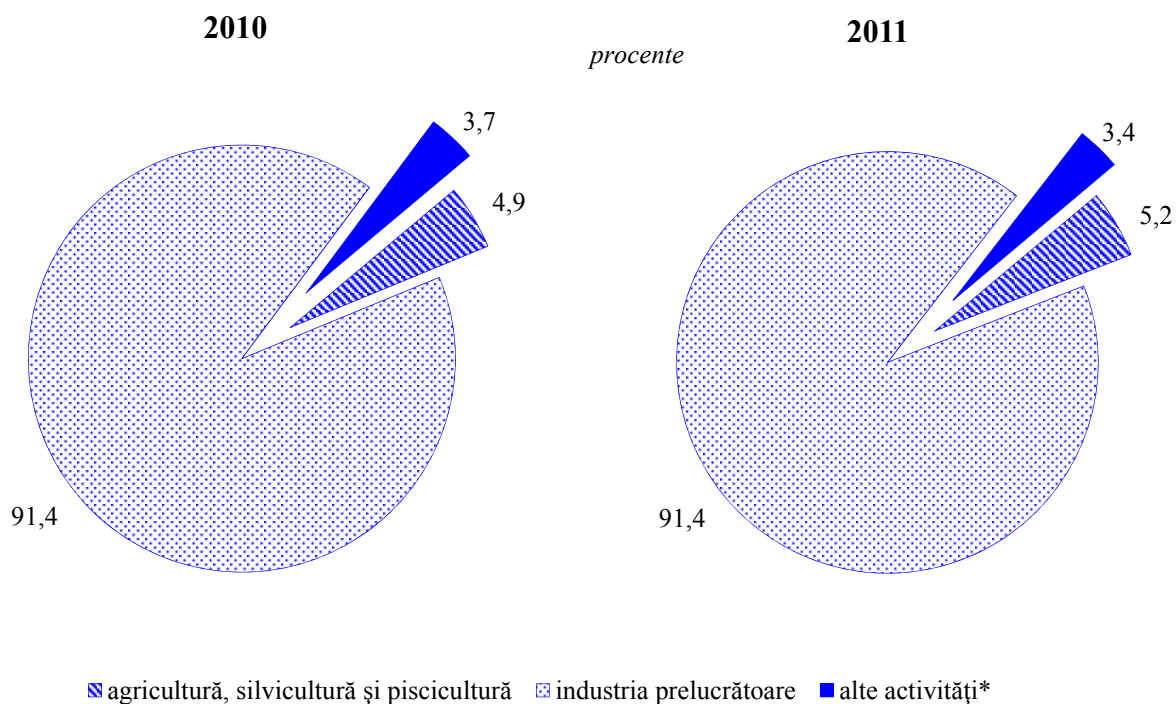 2010
2011
procente
3,7
3,4
4,9
5,2
91,4
91,4
agricultură, silvicultură şi piscicultură
industria prelucrătoare
alte activităţi*